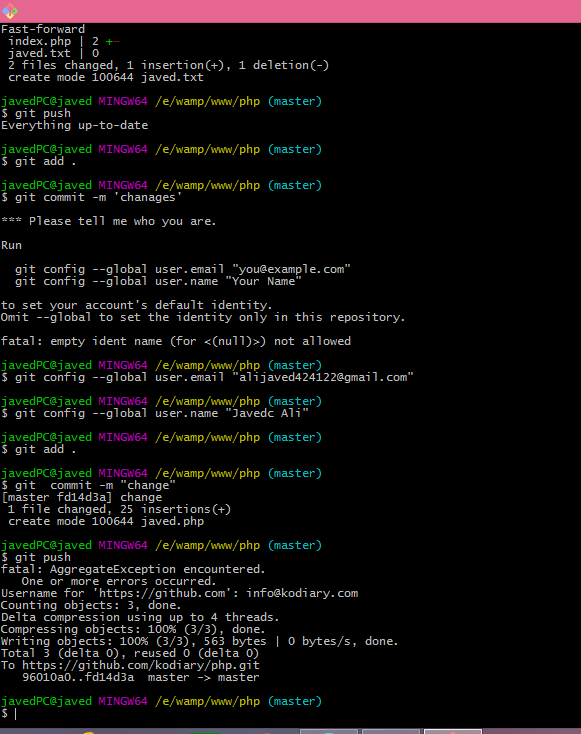 Fast-forward
index.php | 2 +-
javed.txt | 0
2 files changed, 1 insertion(+), 1 deletion(-)
create mode 100644 javed.txt
javedPC@javed MINGW64 /e/wamp/www/php (master)
$ git push
Everything up-to-date
javedPC@javed MINGW64 /e/wamp/www/php (master)
$ git add .
javedPC@javed MINGW64 /e/wamp/www/php (master)
$ git commit -m 'chanages'
*** Please tell me who you are.
Run
git config --global user.email "you@example.com"
git config --global user.name "Your Name"
to set your account's default identity.
Omit --global to set the identity only in this repository.
fatal: empty ident name (for <(null)>) not allowed
javedPC@javed MINGW64 /e/wamp/www/php (master)
$ git config --global user.email "alijaved424122@gmail.com"
javedPC@javed MINGW64 /e/wamp/www/php (master)
$ git config --global user.name "Javedc Ali"
javedPC@javed MINGW64 /e/wamp/www/php (master)
$ git add .
javedPC@javed MINGW64 /e/wamp/www/php (master)
$ git  commit -m "change"
[master fd14d3a] change
1 file changed, 25 insertions(+)
create mode 100644 javed.php
javedPC@javed MINGW64 /e/wamp/www/php (master)
$ git push
fatal: AggregateException encountered.
One or more errors occurred.
Username for 'https://github.com': info@kodiary.com
Counting objects: 3, done.
Delta compression using up to 4 threads.
Compressing objects: 100% (3/3), done.
Writing objects: 100% (3/3), 563 bytes | 0 bytes/s, done.
Total 3 (delta 0), reused 0 (delta 0)
To https://github.com/kodiary/php.git
96010a0..fd14d3a  master -> master
javedPC@javed MINGW64 /e/wamp/www/php (master)
$